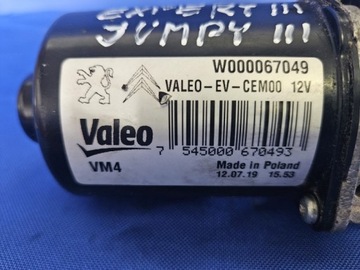 EXPERT III
JUMPY III
W000067049
VALEO-EV-CEM00 12V
Valeo
7 545000 670493
VM4
Made in Poland
12.07.19 15.53